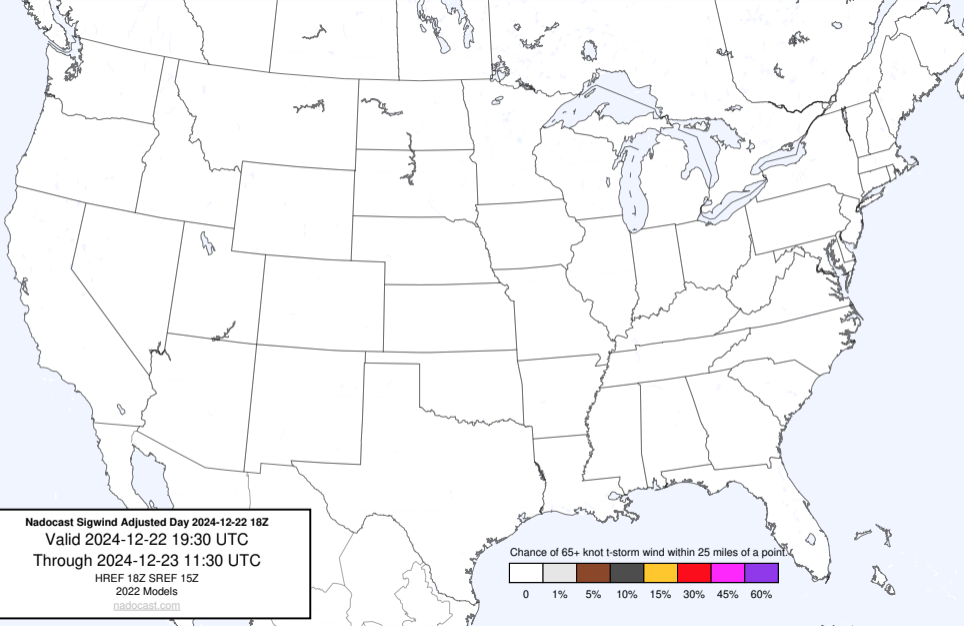 Nadocast Sigwind Adjusted Day 2024-12-22 18Z
Valid 2024-12-22 19:30 UTC
Through 2024-12-23 11:30 UTC
HREF 18Z SREF 15Z
2022 Models
nadocast.com
Chance of 65+ knot t-storm wind within 25 miles of a point.
0 1% 5% 10% 15% 30% 45% 60%